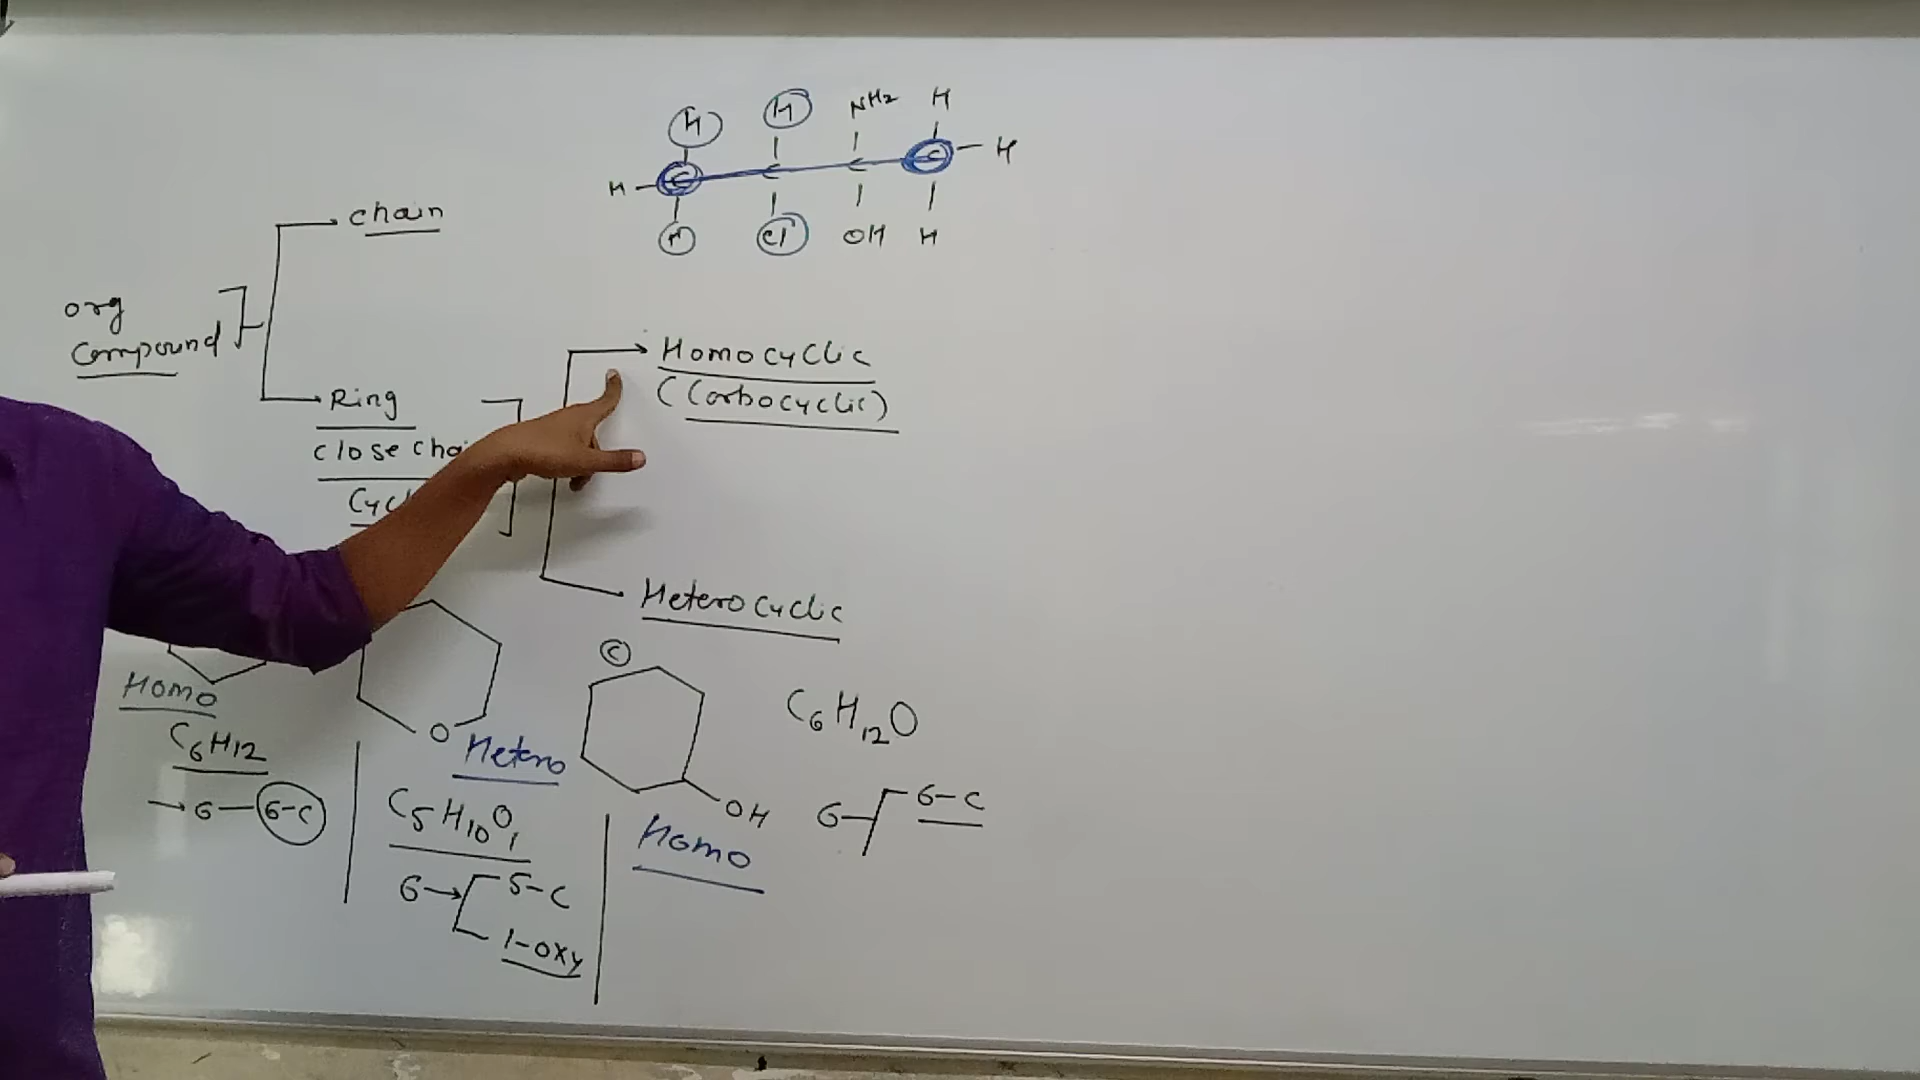 H H NH2 H
H C C C C H
H Cl OH H
chain
org
compound
Ring
close cha
Cycl
Homocyclic
(Carbocyclic)
Heterocyclic
Homo
C6H12
→ 6 — 6-C
O
Hetero
C5H10O1
6 → 5-C
1-oxy
C
OH
Homo
C6H12O
6 6-C